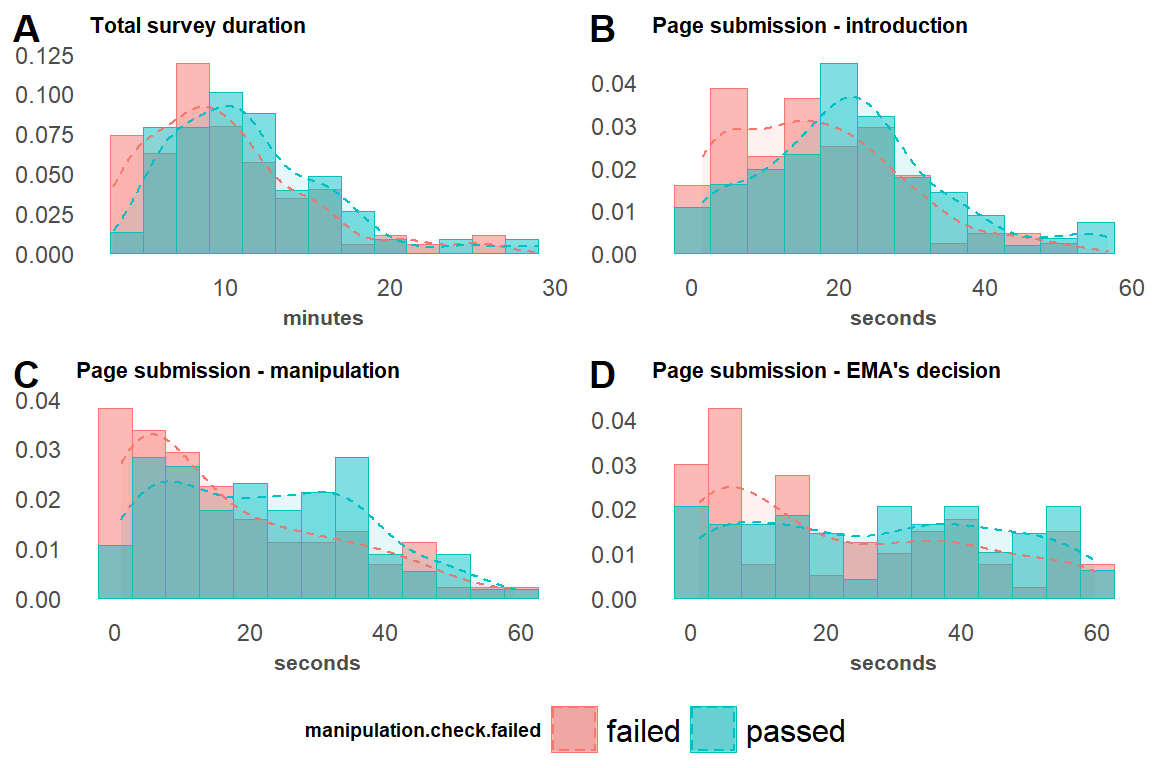 A Total survey duration
0.125
0.100
0.075
0.050
0.025
0.000
10 20 30
minutes
B Page submission - introduction
0.04
0.03
0.02
0.01
0.00
0 20 40 60
seconds
C Page submission - manipulation
0.04
0.03
0.02
0.01
0.00
0 20 40 60
seconds
D Page submission - EMA's decision
0.04
0.03
0.02
0.01
0.00
0 20 40 60
seconds
manipulation.check.failed failed passed